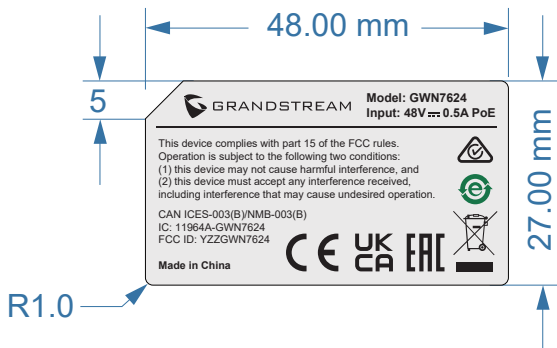 48.00 mm
5
GRANDSTREAM
Model: GWN7624
Input: 48V⎓0.5A PoE
This device complies with part 15 of the FCC rules.
Operation is subject to the following two conditions:
(1) this device may not cause harmful interference, and
(2) this device must accept any interference received,
including interference that may cause undesired operation.
CAN ICES-003(B)/NMB-003(B)
IC: 11964A-GWN7624
FCC ID: YZZGWN7624
Made in China
CE UK
CA EAC
e
27.00 mm
R1.0